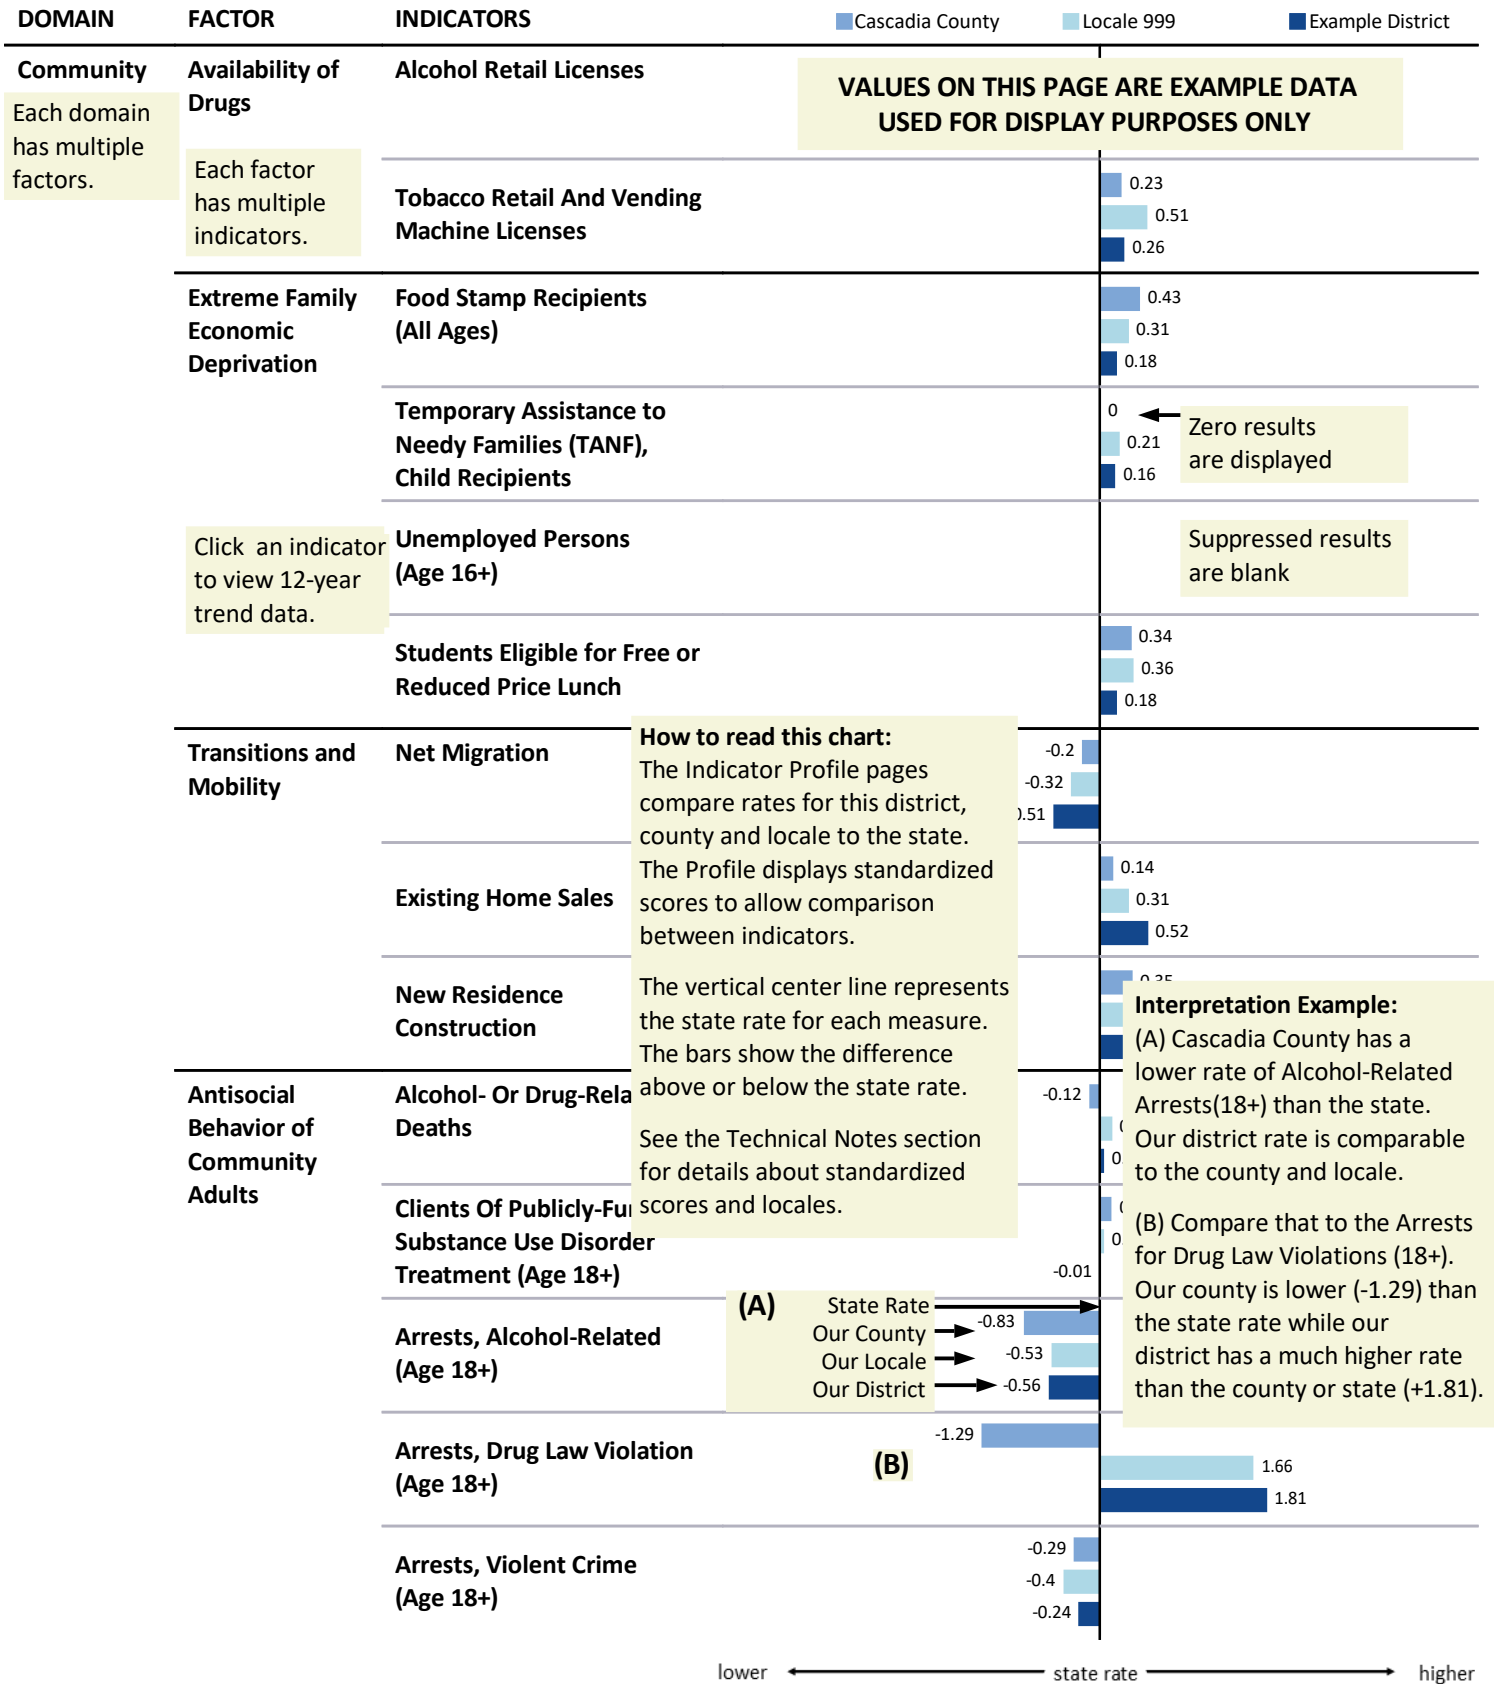 DOMAIN FACTOR INDICATORS Cascadia County Locale 999 Example District
Community
Each domain
has multiple
factors.
Availability of
Drugs
Each factor
has multiple
indicators.
Alcohol Retail Licenses
VALUES ON THIS PAGE ARE EXAMPLE DATA
USED FOR DISPLAY PURPOSES ONLY
Tobacco Retail And Vending
Machine Licenses
0.23
0.51
0.26
Extreme Family
Economic
Deprivation
Food Stamp Recipients
(All Ages)
0.43
0.31
0.18
Temporary Assistance to
Needy Families (TANF),
Child Recipients
0
0.21
0.16
Zero results
are displayed
Click an indicator
to view 12-year
trend data.
Unemployed Persons
(Age 16+)
Suppressed results
are blank
Students Eligible for Free or
Reduced Price Lunch
0.34
0.36
0.18
Transitions and
Mobility
Net Migration
-0.2
-0.32
.51
How to read this chart:
The Indicator Profile pages
compare rates for this district,
county and locale to the state.
The Profile displays standardized
scores to allow comparison
between indicators.
The vertical center line represents
the state rate for each measure.
The bars show the difference
above or below the state rate.
See the Technical Notes section
for details about standardized
scores and locales.
Existing Home Sales
0.14
0.31
0.52
New Residence
Construction
Interpretation Example:
(A) Cascadia County has a
lower rate of Alcohol-Related
Arrests(18+) than the state.
Our district rate is comparable
to the county and locale.
(B) Compare that to the Arrests
for Drug Law Violations (18+).
Our county is lower (-1.29) than
the state rate while our
district has a much higher rate
than the county or state (+1.81).
Antisocial
Behavior of
Community
Adults
Alcohol- Or Drug-Rela
Deaths
-0.12
0.
Clients Of Publicly-Fu
Substance Use Disorder
Treatment (Age 18+)
0.
-0.01
Arrests, Alcohol-Related
(Age 18+)
(A) State Rate
Our County -0.83
Our Locale -0.53
Our District -0.56
Arrests, Drug Law Violation
(Age 18+)
(B)
-1.29
1.66
1.81
Arrests, Violent Crime
(Age 18+)
-0.29
-0.4
-0.24
lower state rate higher